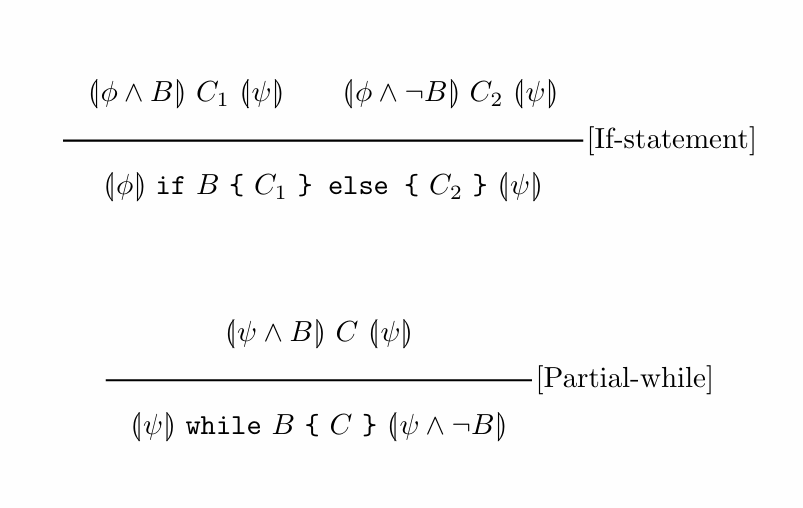 ⦇ϕ ∧ B⦈ C₁ ⦇ψ⦈ ⦇ϕ ∧ ¬B⦈ C₂ ⦇ψ⦈
[If-statement]
⦇ϕ⦈ if B { C₁ } else { C₂ } ⦇ψ⦈
⦇ψ ∧ B⦈ C ⦇ψ⦈
[Partial-while]
⦇ψ⦈ while B { C } ⦇ψ ∧ ¬B⦈